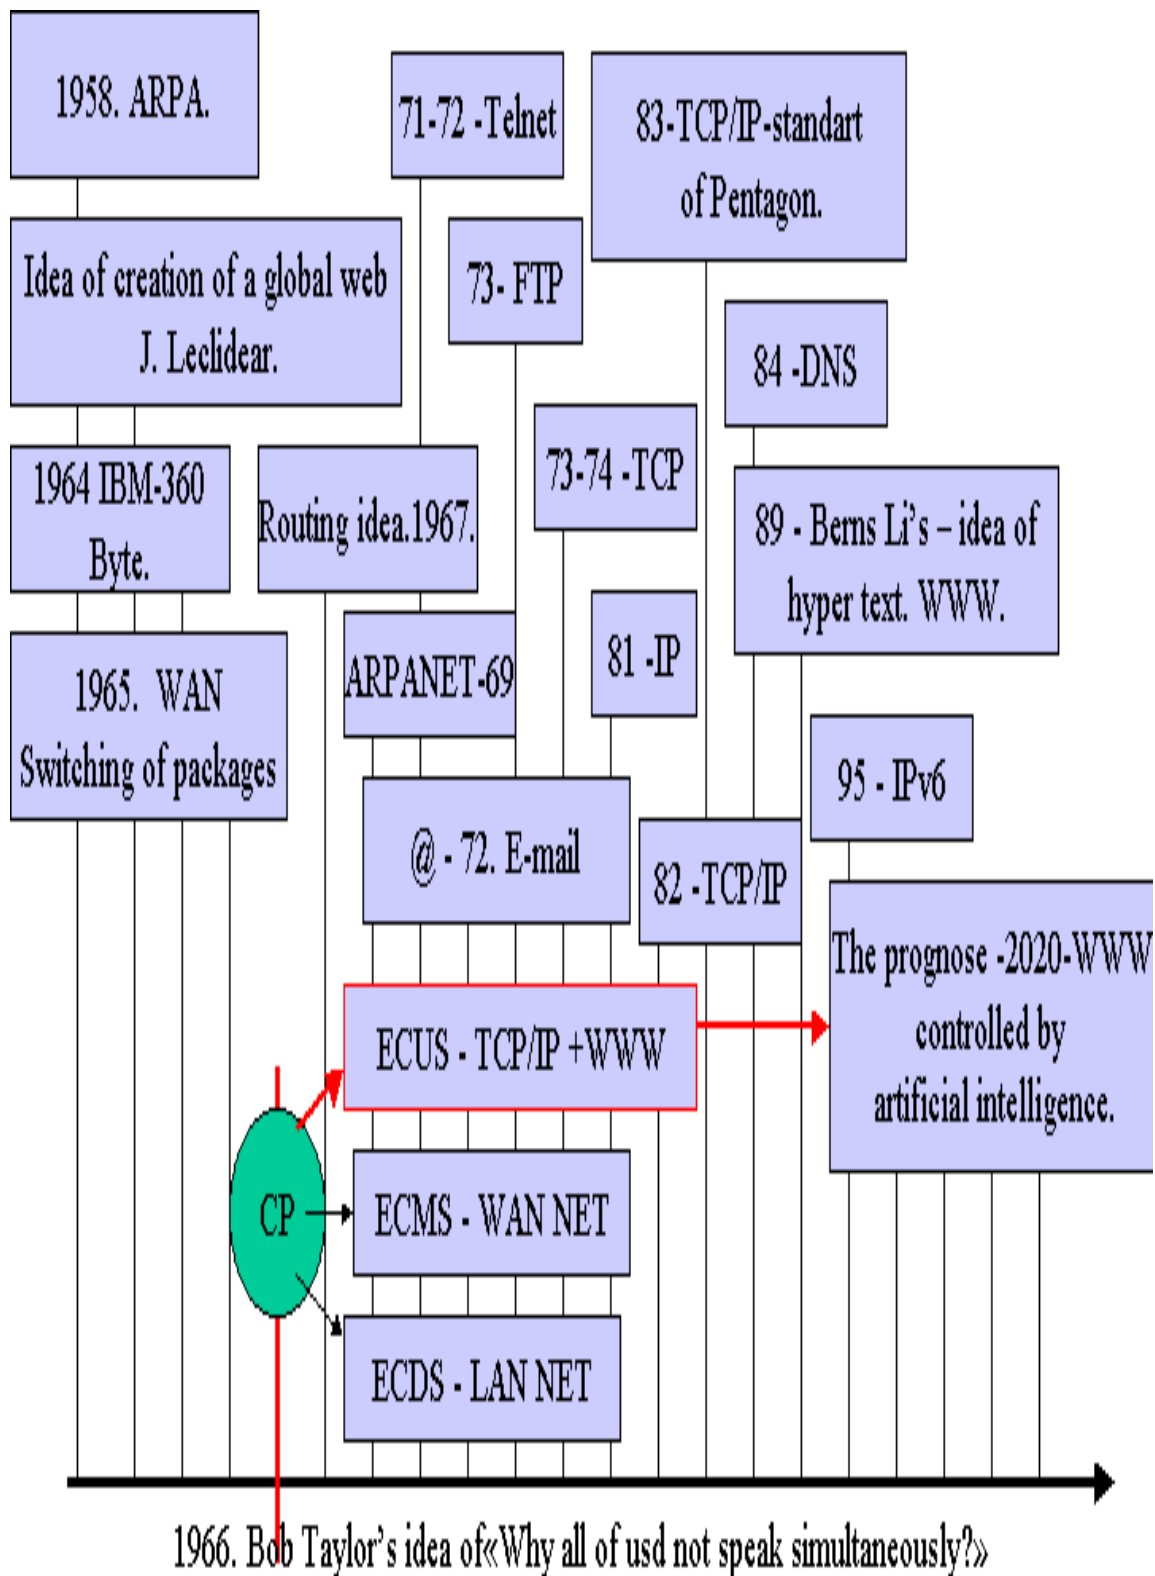 1958. ARPA.
71-72 -Telnet
83-TCP/IP-standart
of Pentagon.
Idea of creation of a global web
J. Leclidear.
73- FTP
84 -DNS
1964 IBM-360
Byte.
Routing idea.1967.
73-74 -TCP
89 - Berns Li's – idea of
hyper text. WWW.
ARPANET-69
81 -IP
1965.  WAN
Switching of packages
95 - IPv6
@ - 72. E-mail
82 -TCP/IP
The prognose -2020-WWW
controlled by
artificial intelligence.
ECUS - TCP/IP +WWW
CP
ECMS - WAN NET
ECDS - LAN NET
1966. Bob Taylor's idea of«Why all of usd not speak simultaneously?»